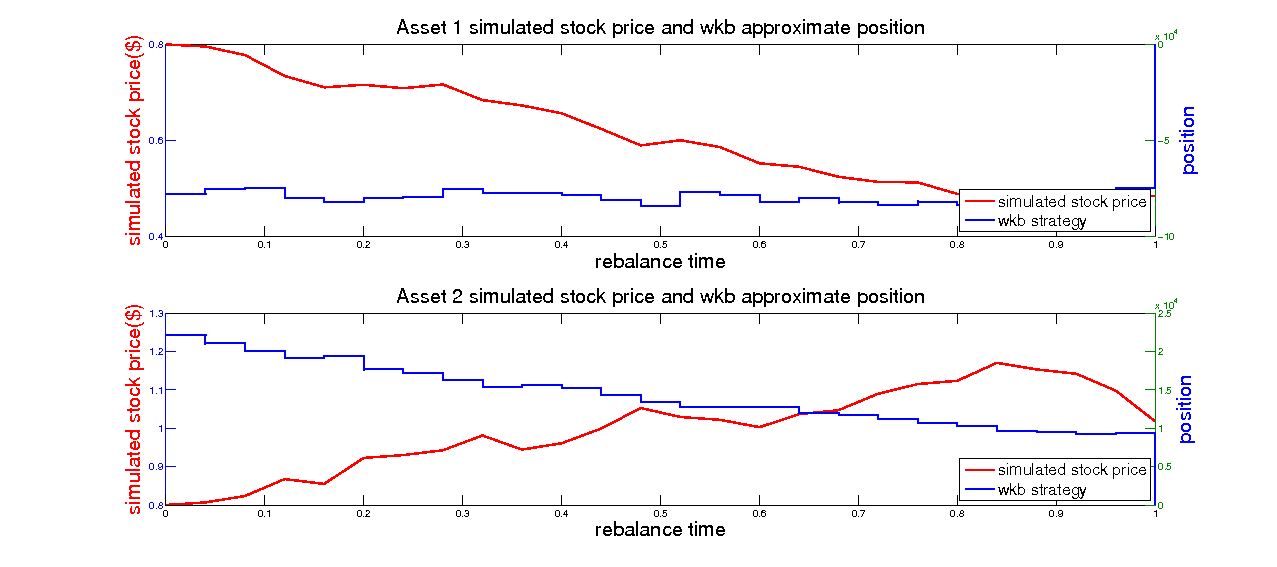 Asset 1 simulated stock price and wkb approximate position
x 10^4
simulated stock price($)
0.8
0.6
0.4
0
-5
-10
position
simulated stock price
wkb strategy
0 0.1 0.2 0.3 0.4 0.5 0.6 0.7 0.8 0.9 1
rebalance time
Asset 2 simulated stock price and wkb approximate position
x 10^4
simulated stock price($)
1.3
1.2
1.1
1
0.9
0.8
2.5
2
1.5
1
0.5
0
position
simulated stock price
wkb strategy
0 0.1 0.2 0.3 0.4 0.5 0.6 0.7 0.8 0.9 1
rebalance time